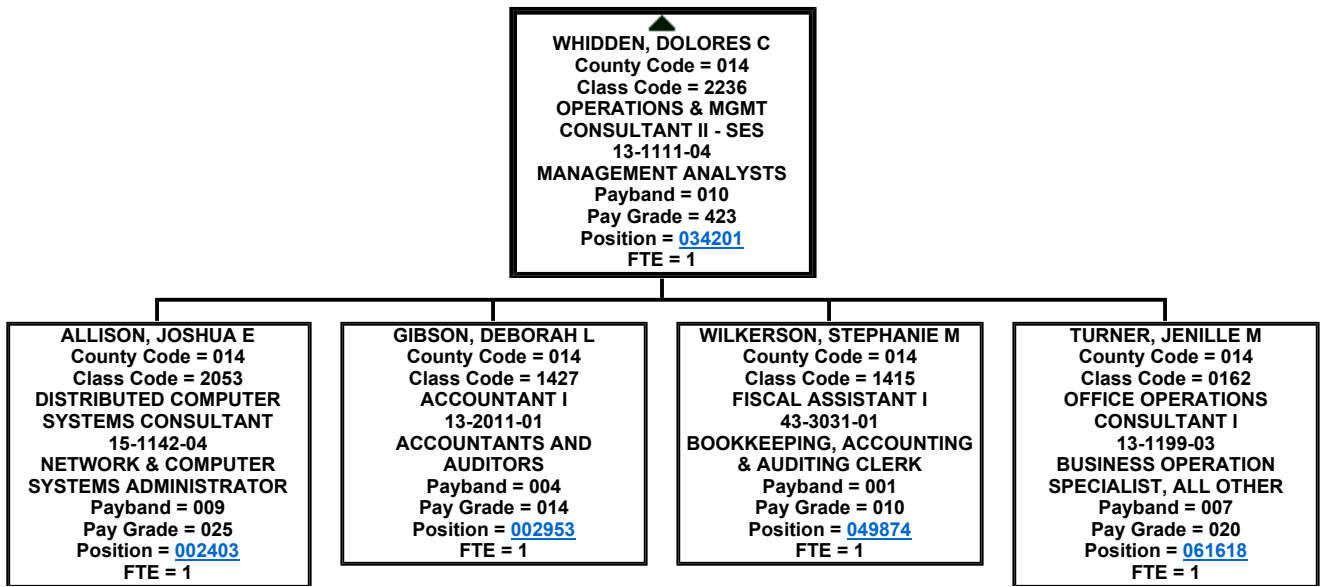 WHIDDEN, DOLORES C
County Code = 014
Class Code = 2236
OPERATIONS & MGMT
CONSULTANT II - SES
13-1111-04
MANAGEMENT ANALYSTS
Payband = 010
Pay Grade = 423
Position = 034201
FTE = 1
ALLISON, JOSHUA E
County Code = 014
Class Code = 2053
DISTRIBUTED COMPUTER
SYSTEMS CONSULTANT
15-1142-04
NETWORK & COMPUTER
SYSTEMS ADMINISTRATOR
Payband = 009
Pay Grade = 025
Position = 002403
FTE = 1
GIBSON, DEBORAH L
County Code = 014
Class Code = 1427
ACCOUNTANT I
13-2011-01
ACCOUNTANTS AND
AUDITORS
Payband = 004
Pay Grade = 014
Position = 002953
FTE = 1
WILKERSON, STEPHANIE M
County Code = 014
Class Code = 1415
FISCAL ASSISTANT I
43-3031-01
BOOKKEEPING, ACCOUNTING
& AUDITING CLERK
Payband = 001
Pay Grade = 010
Position = 049874
FTE = 1
TURNER, JENILLE M
County Code = 014
Class Code = 0162
OFFICE OPERATIONS
CONSULTANT I
13-1199-03
BUSINESS OPERATION
SPECIALIST, ALL OTHER
Payband = 007
Pay Grade = 020
Position = 061618
FTE = 1